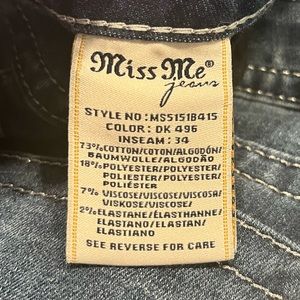 Miss Me®
jeans
STYLE NO:MS5151B415
COLOR: DK 496
INSEAM: 34
73%COTTON/COTON/ALGODÓN/
BAUMWOLLE/ALGODÃO
18%POLYESTER/POLYESTER/
POLIÉSTER/POLYESTER/
POLIÉSTER
7% VISCOSE/VISCOSE/VISCOSA/
VISKOSE/VISCOSE/
2%ELASTANE/ÉLASTHANNE/
ELASTANO/ELASTAN/
ELASTANO
SEE REVERSE FOR CARE